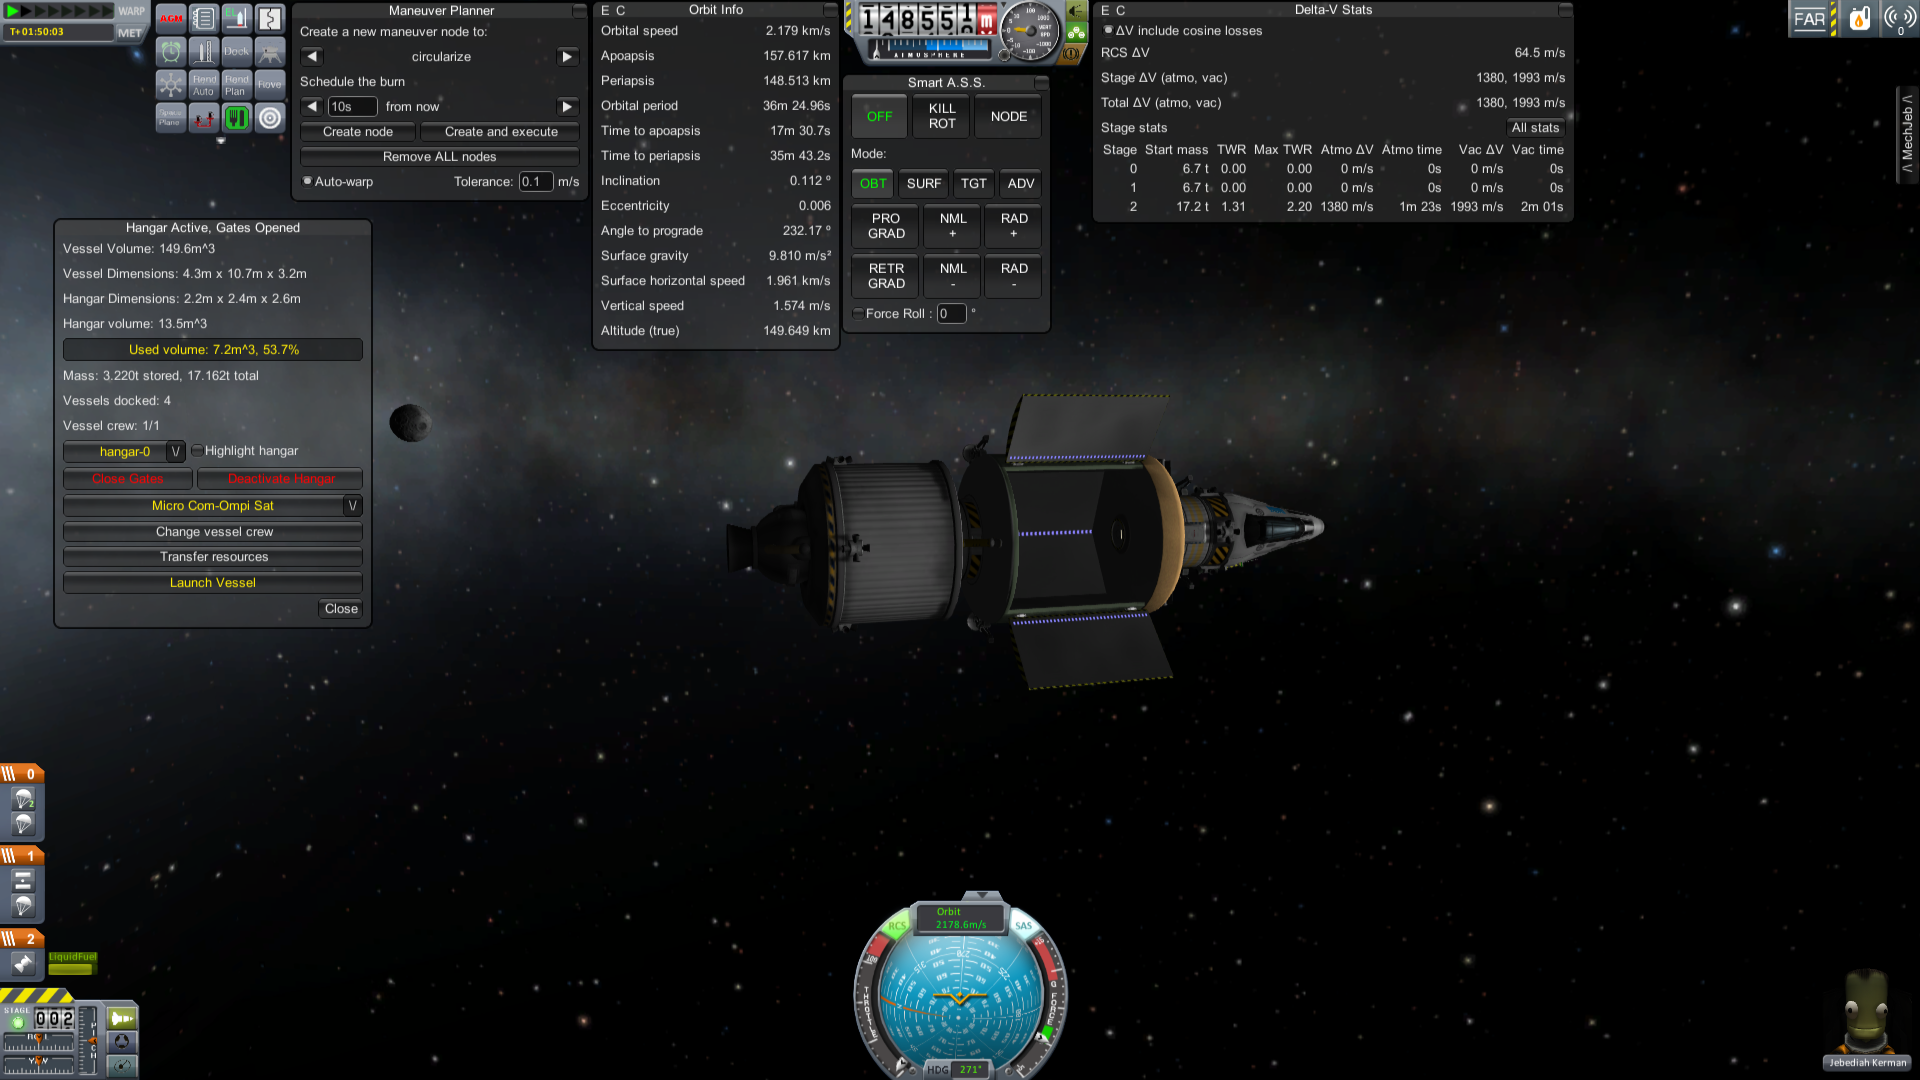 WARP
T+01:50:03
MET
AGM
EL
Dock
Rend Auto
Rend Plan
Rove
Space Plane
Maneuver Planner
Create a new maneuver node to:
circularize
Schedule the burn
10s from now
Create node
Create and execute
Remove ALL nodes
Auto-warp
Tolerance: 0.1 m/s
E C Orbit Info
Orbital speed 2.179 km/s
Apoapsis 157.617 km
Periapsis 148.513 km
Orbital period 36m 24.96s
Time to apoapsis 17m 30.7s
Time to periapsis 35m 43.2s
Inclination 0.112 º
Eccentricity 0.006
Angle to prograde 232.17 º
Surface gravity 9.810 m/s²
Surface horizontal speed 1.961 km/s
Vertical speed 1.574 m/s
Altitude (true) 149.649 km
148551 m
ATMOSPHERE
Smart A.S.S.
OFF
KILL ROT
NODE
Mode:
OBT SURF TGT ADV
PRO GRAD
NML +
RAD +
RETR GRAD
NML -
RAD -
Force Roll : 0 °
E C Delta-V Stats
ΔV include cosine losses
RCS ΔV 64.5 m/s
Stage ΔV (atmo, vac) 1380, 1993 m/s
Total ΔV (atmo, vac) 1380, 1993 m/s
Stage stats All stats
Stage Start mass TWR Max TWR Atmo ΔV Atmo time Vac ΔV Vac time
0 6.7 t 0.00 0.00 0 m/s 0s 0 m/s 0s
1 6.7 t 0.00 0.00 0 m/s 0s 0 m/s 0s
2 17.2 t 1.31 2.20 1380 m/s 1m 23s 1993 m/s 2m 01s
FAR
0
/\ MechJeb /\
Hangar Active, Gates Opened
Vessel Volume: 149.6m^3
Vessel Dimensions: 4.3m x 10.7m x 3.2m
Hangar Dimensions: 2.2m x 2.4m x 2.6m
Hangar volume: 13.5m^3
Used volume: 7.2m^3, 53.7%
Mass: 3.220t stored, 17.162t total
Vessels docked: 4
Vessel crew: 1/1
hangar-0 \/ Highlight hangar
Close Gates
Deactivate Hangar
Micro Com-Ompi Sat \/
Change vessel crew
Transfer resources
Launch Vessel
Close
0
2
1
2
LiquidFuel
STAGE
002
ROLL
YAW
PITCH
RCS
Orbit
2178.6m/s
SAS
THROTTLE
G FORCE
HDG 271°
Jebediah Kerman